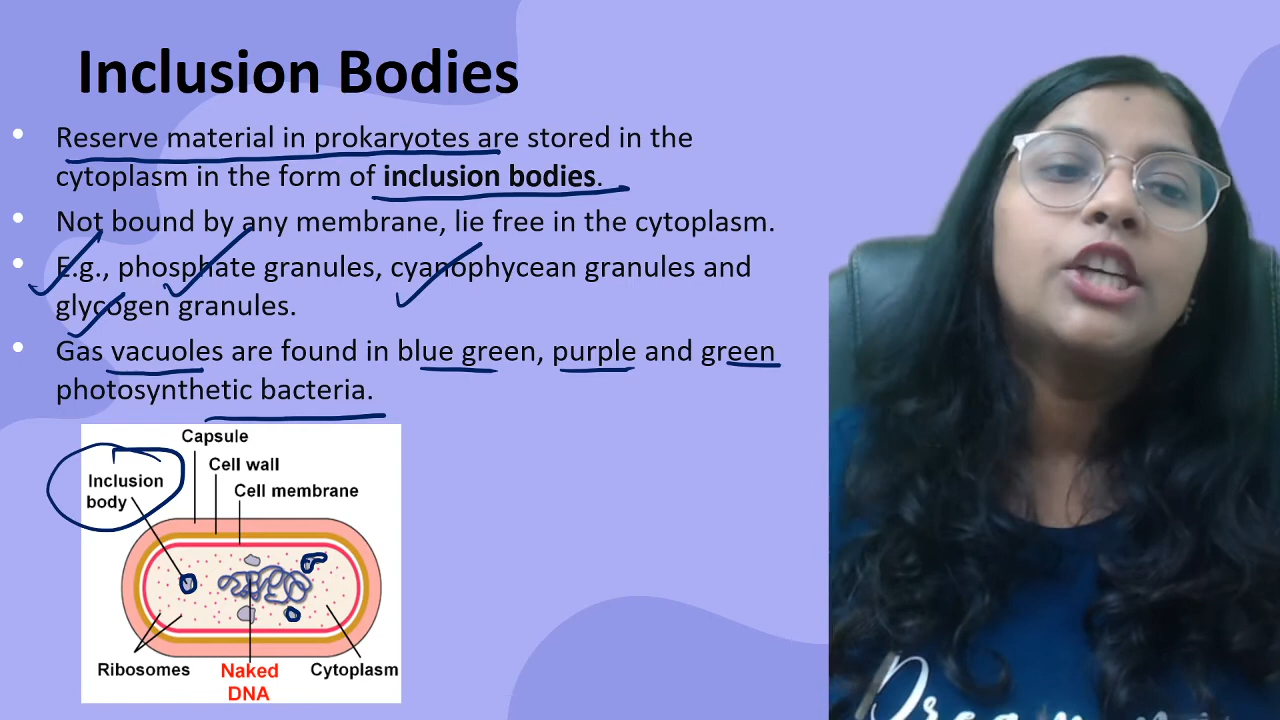 Inclusion Bodies
• Reserve material in prokaryotes are stored in the
cytoplasm in the form of inclusion bodies.
• Not bound by any membrane, lie free in the cytoplasm.
• E.g., phosphate granules, cyanophycean granules and
glycogen granules.
• Gas vacuoles are found in blue green, purple and green
photosynthetic bacteria.
Capsule
Cell wall
Cell membrane
Inclusion
body
Ribosomes
Naked
DNA
Cytoplasm